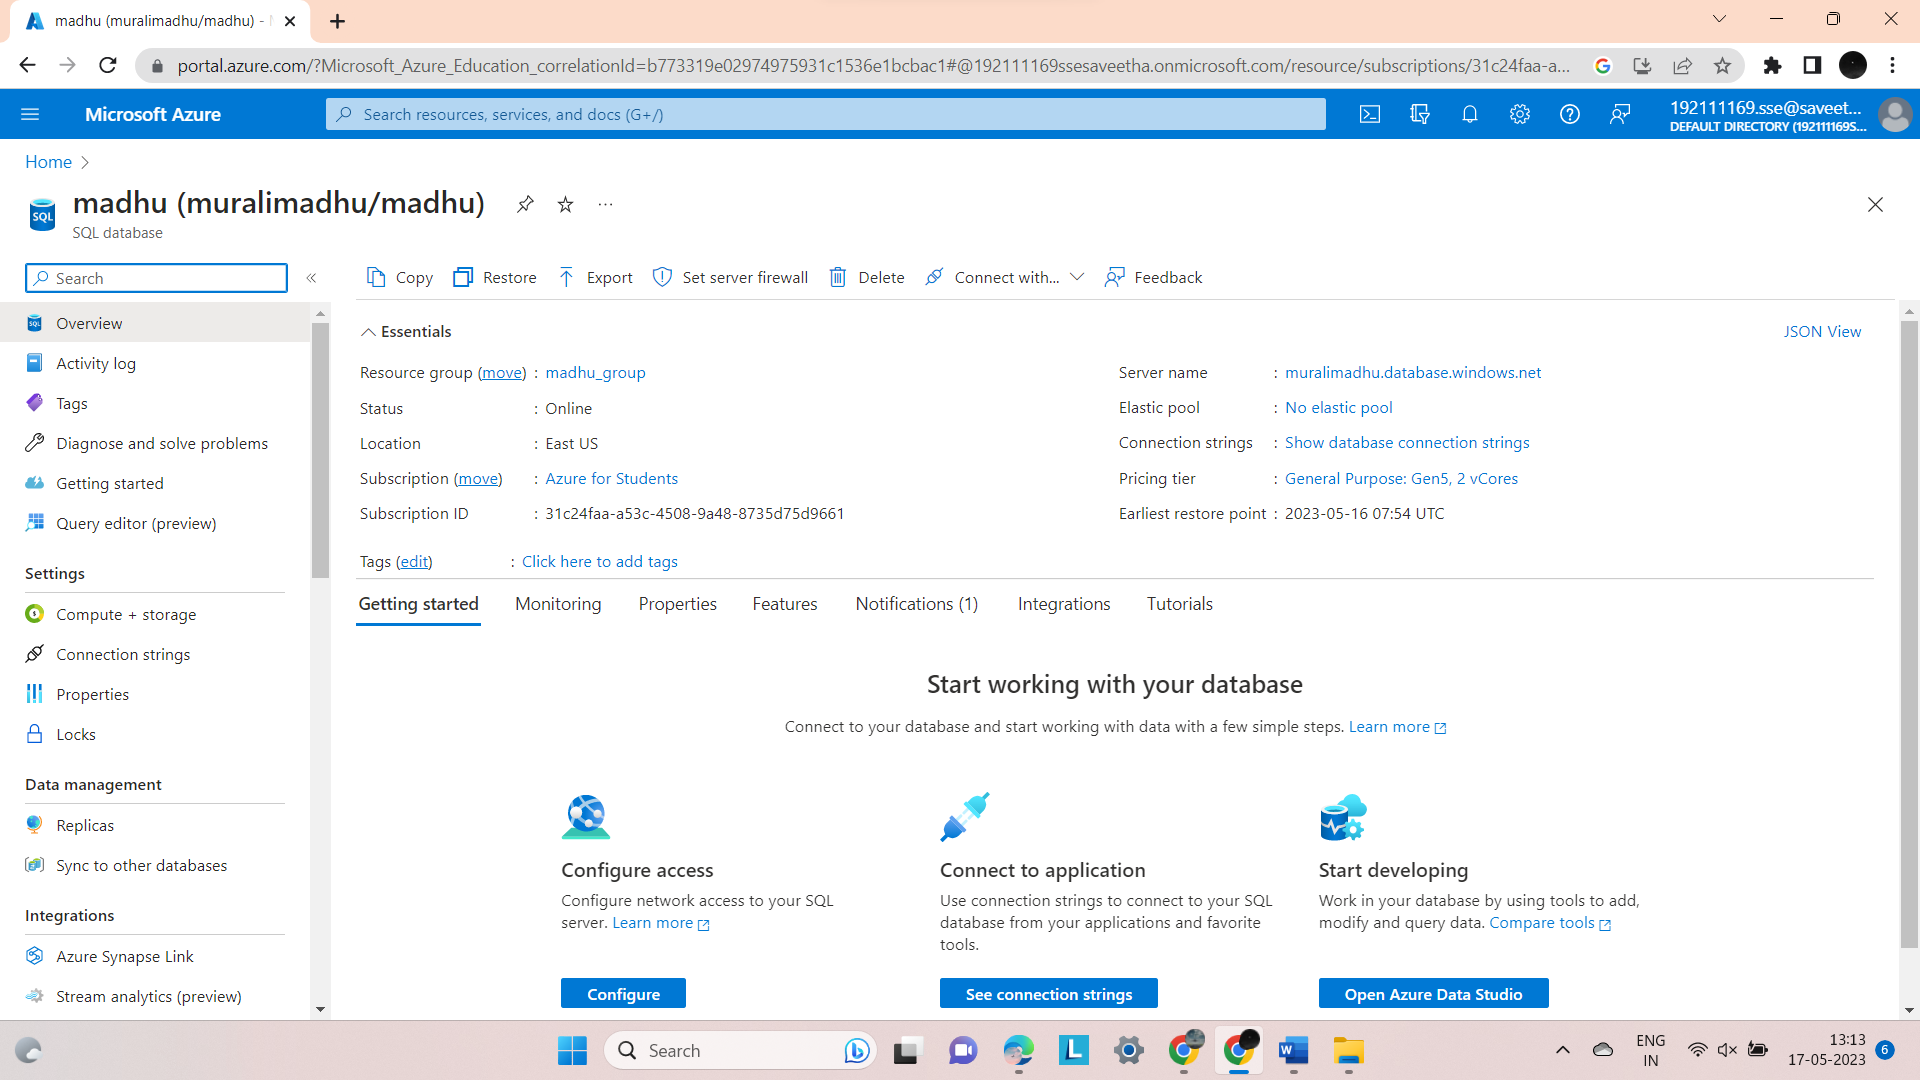 madhu (muralimadhu/madhu) - M
portal.azure.com/?Microsoft_Azure_Education_correlationId=b773319e02974975931c1536e1bcbac1#@192111169ssesaveetha.onmicrosoft.com/resource/subscriptions/31c24faa-a...
Microsoft Azure
Search resources, services, and docs (G+/)
192111169.sse@saveet...
DEFAULT DIRECTORY (192111169S...
Home
madhu (muralimadhu/madhu)
SQL
SQL database
Search
Copy
Restore
Export
Set server firewall
Delete
Connect with...
Feedback
Overview
Activity log
Tags
Diagnose and solve problems
Getting started
Query editor (preview)
Settings
Compute + storage
Connection strings
Properties
Locks
Data management
Replicas
Sync to other databases
Integrations
Azure Synapse Link
Stream analytics (preview)
Essentials
JSON View
Resource group (move) : madhu_group
Status : Online
Location : East US
Subscription (move) : Azure for Students
Subscription ID : 31c24faa-a53c-4508-9a48-8735d75d9661
Server name : muralimadhu.database.windows.net
Elastic pool : No elastic pool
Connection strings : Show database connection strings
Pricing tier : General Purpose: Gen5, 2 vCores
Earliest restore point : 2023-05-16 07:54 UTC
Tags (edit) : Click here to add tags
Getting started
Monitoring
Properties
Features
Notifications (1)
Integrations
Tutorials
Start working with your database
Connect to your database and start working with data with a few simple steps. Learn more
Configure access
Configure network access to your SQL
server. Learn more
Configure
Connect to application
Use connection strings to connect to your SQL
database from your applications and favorite
tools.
See connection strings
Start developing
Work in your database by using tools to add,
modify and query data. Compare tools
Open Azure Data Studio
Search
ENG
IN
13:13
17-05-2023
6